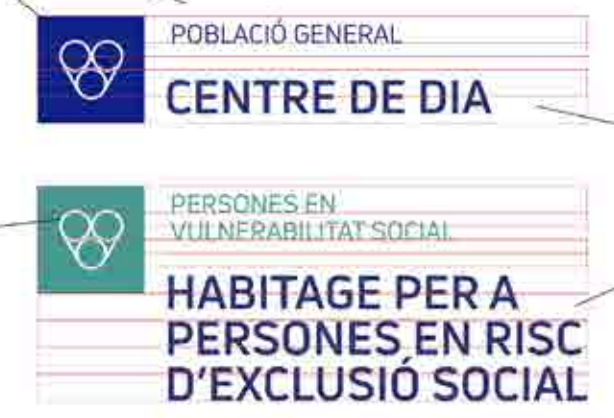 POBLACIÓ GENERAL
CENTRE DE DIA
PERSONES EN
VULNERABILITAT SOCIAL
HABITAGE PER A
PERSONES EN RISC
D'EXCLUSIÓ SOCIAL